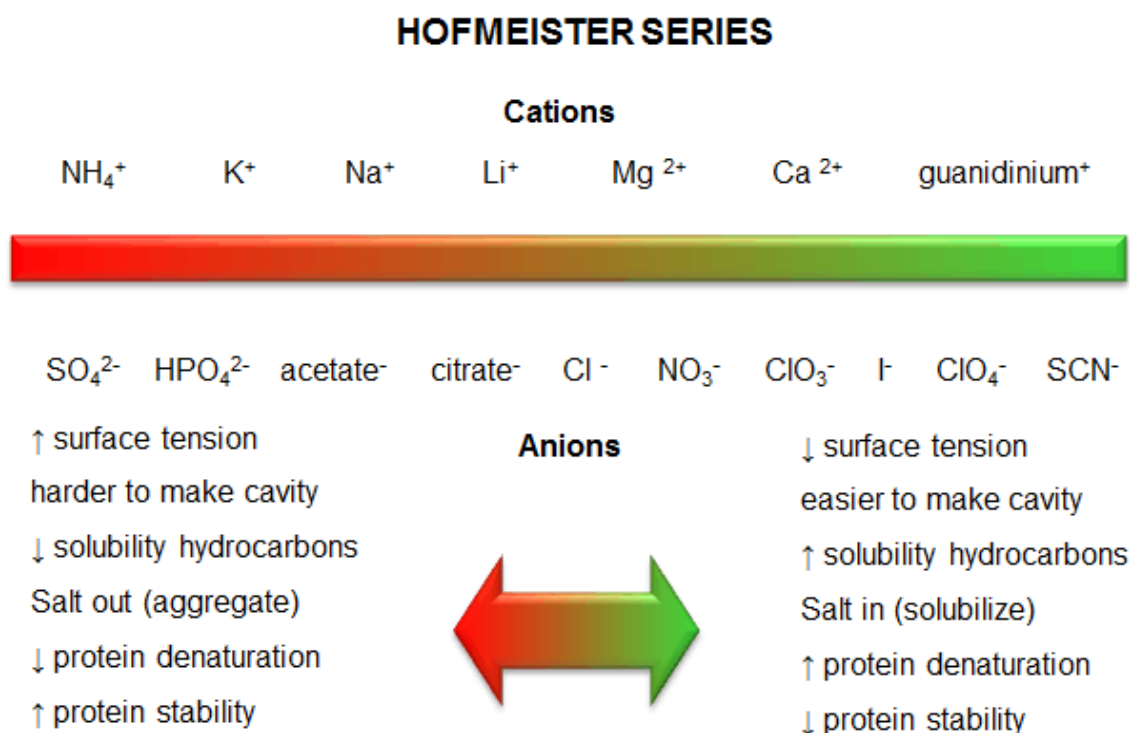 HOFMEISTER SERIES
Cations
NH₄⁺ K⁺ Na⁺ Li⁺ Mg ²⁺ Ca ²⁺ guanidinium⁺
SO₄²⁻ HPO₄²⁻ acetate⁻ citrate⁻ Cl ⁻ NO₃⁻ ClO₃⁻ I⁻ ClO₄⁻ SCN⁻
Anions
↑ surface tension
harder to make cavity
↓ solubility hydrocarbons
Salt out (aggregate)
↓ protein denaturation
↑ protein stability
↓ surface tension
easier to make cavity
↑ solubility hydrocarbons
Salt in (solubilize)
↑ protein denaturation
↓ protein stability